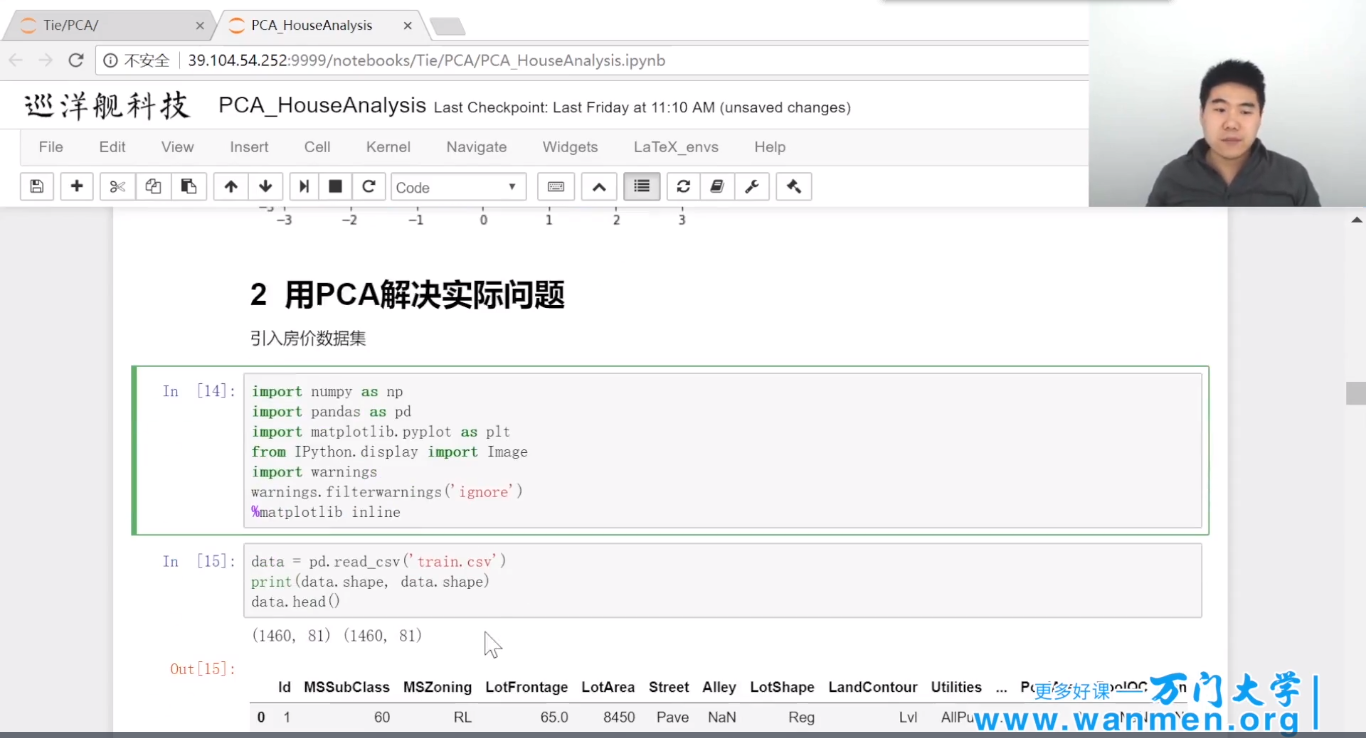 Tie/PCA/
PCA_HouseAnalysis
不安全 39.104.54.252:9999/notebooks/Tie/PCA/PCA_HouseAnalysis.ipynb
巡洋舰科技 PCA_HouseAnalysis Last Checkpoint: Last Friday at 11:10 AM (unsaved changes)
File Edit View Insert Cell Kernel Navigate Widgets LaTeX_envs Help
Code
−3 −2 −1 0 1 2 3
2 用PCA解决实际问题
引入房价数据集
In [14]:
import numpy as np
import pandas as pd
import matplotlib.pyplot as plt
from IPython.display import Image
import warnings
warnings.filterwarnings('ignore')
%matplotlib inline
In [15]:
data = pd.read_csv('train.csv')
print(data.shape, data.shape)
data.head()
(1460, 81) (1460, 81)
Out[15]:
Id MSSubClass MSZoning LotFrontage LotArea Street Alley LotShape LandContour Utilities ...
0 1 60 RL 65.0 8450 Pave NaN Reg Lvl
更多好课—万门大学
www.wanmen.org